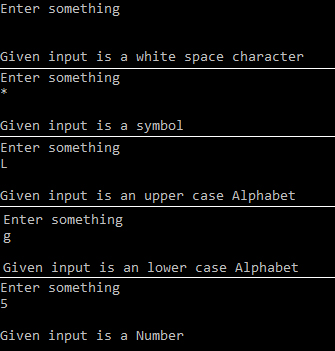 Enter something
Given input is a white space character
Enter something
*
Given input is a symbol
Enter something
L
Given input is an upper case Alphabet
Enter something
g
Given input is an lower case Alphabet
Enter something
5
Given input is a Number